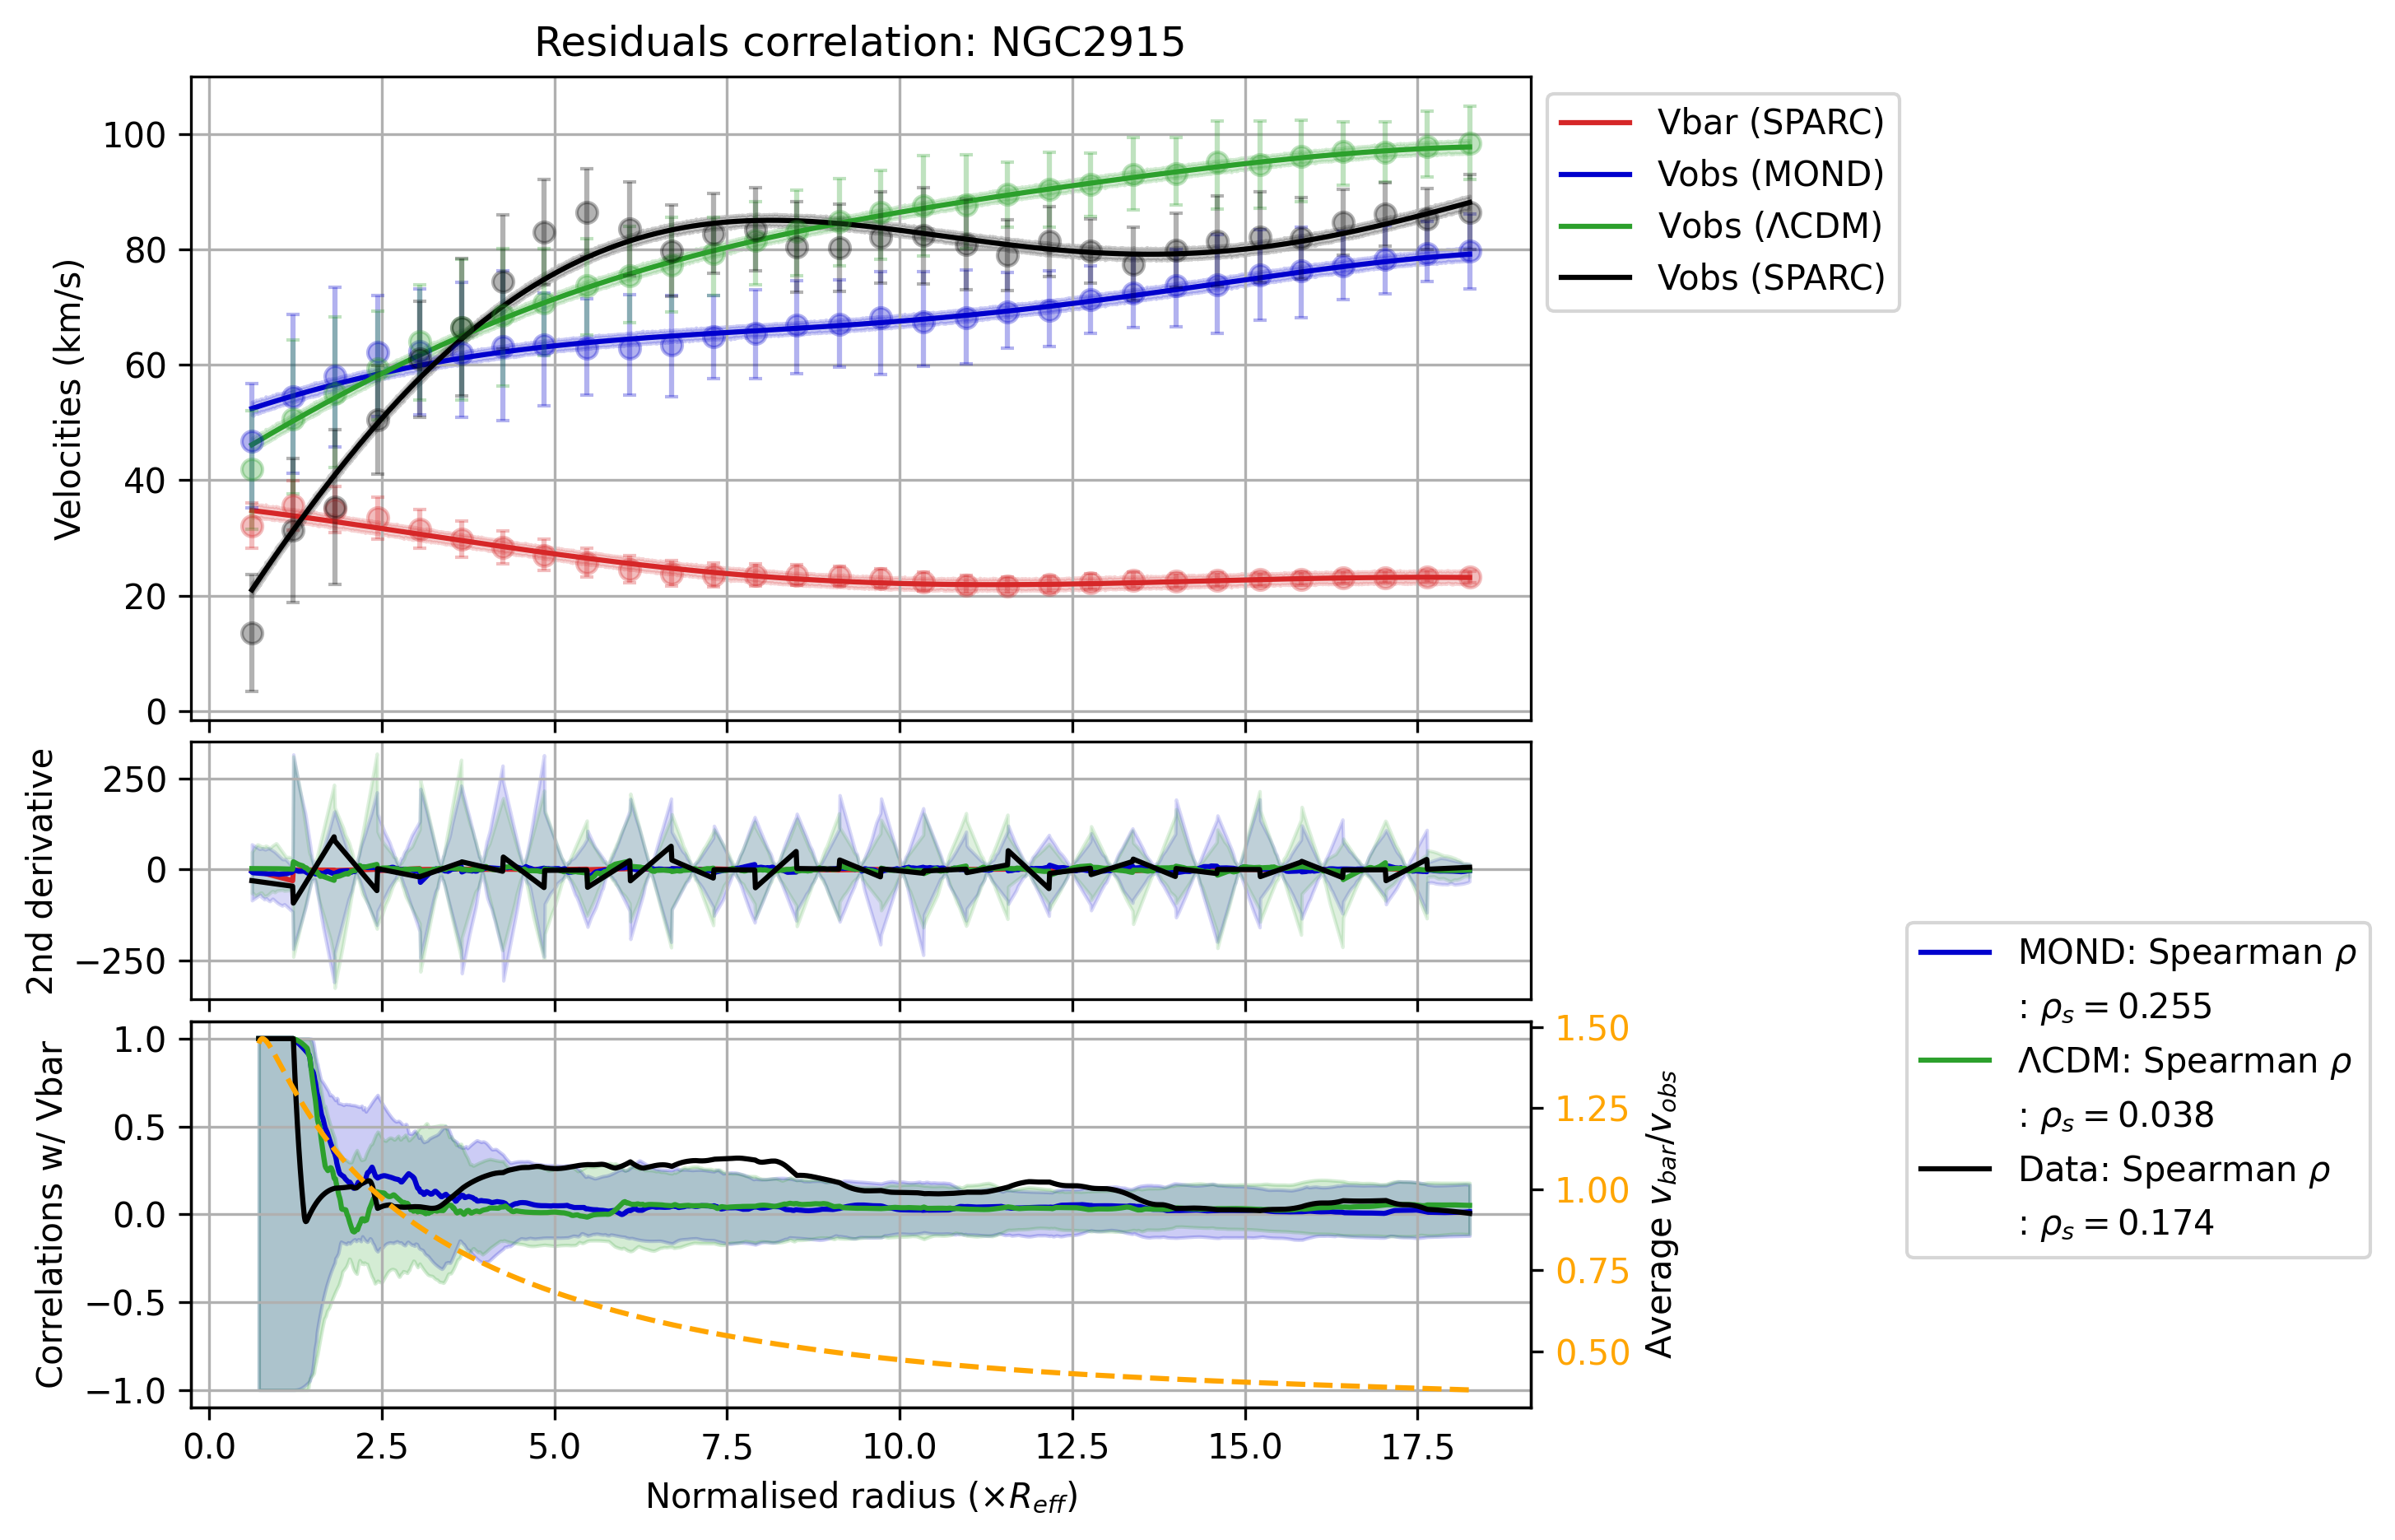 Residuals correlation: NGC2915
Velocities (km/s)
100
80
60
40
20
0
Vbar (SPARC)
Vobs (MOND)
Vobs (ΛCDM)
Vobs (SPARC)
2nd derivative
250
0
−250
Correlations w/ Vbar
1.0
0.5
0.0
−0.5
−1.0
1.50
1.25
1.00
0.75
0.50
Average v_bar/v_obs
MOND: Spearman ρ
: ρ_s = 0.255
ΛCDM: Spearman ρ
: ρ_s = 0.038
Data: Spearman ρ
: ρ_s = 0.174
0.0 2.5 5.0 7.5 10.0 12.5 15.0 17.5
Normalised radius (×R_eff)